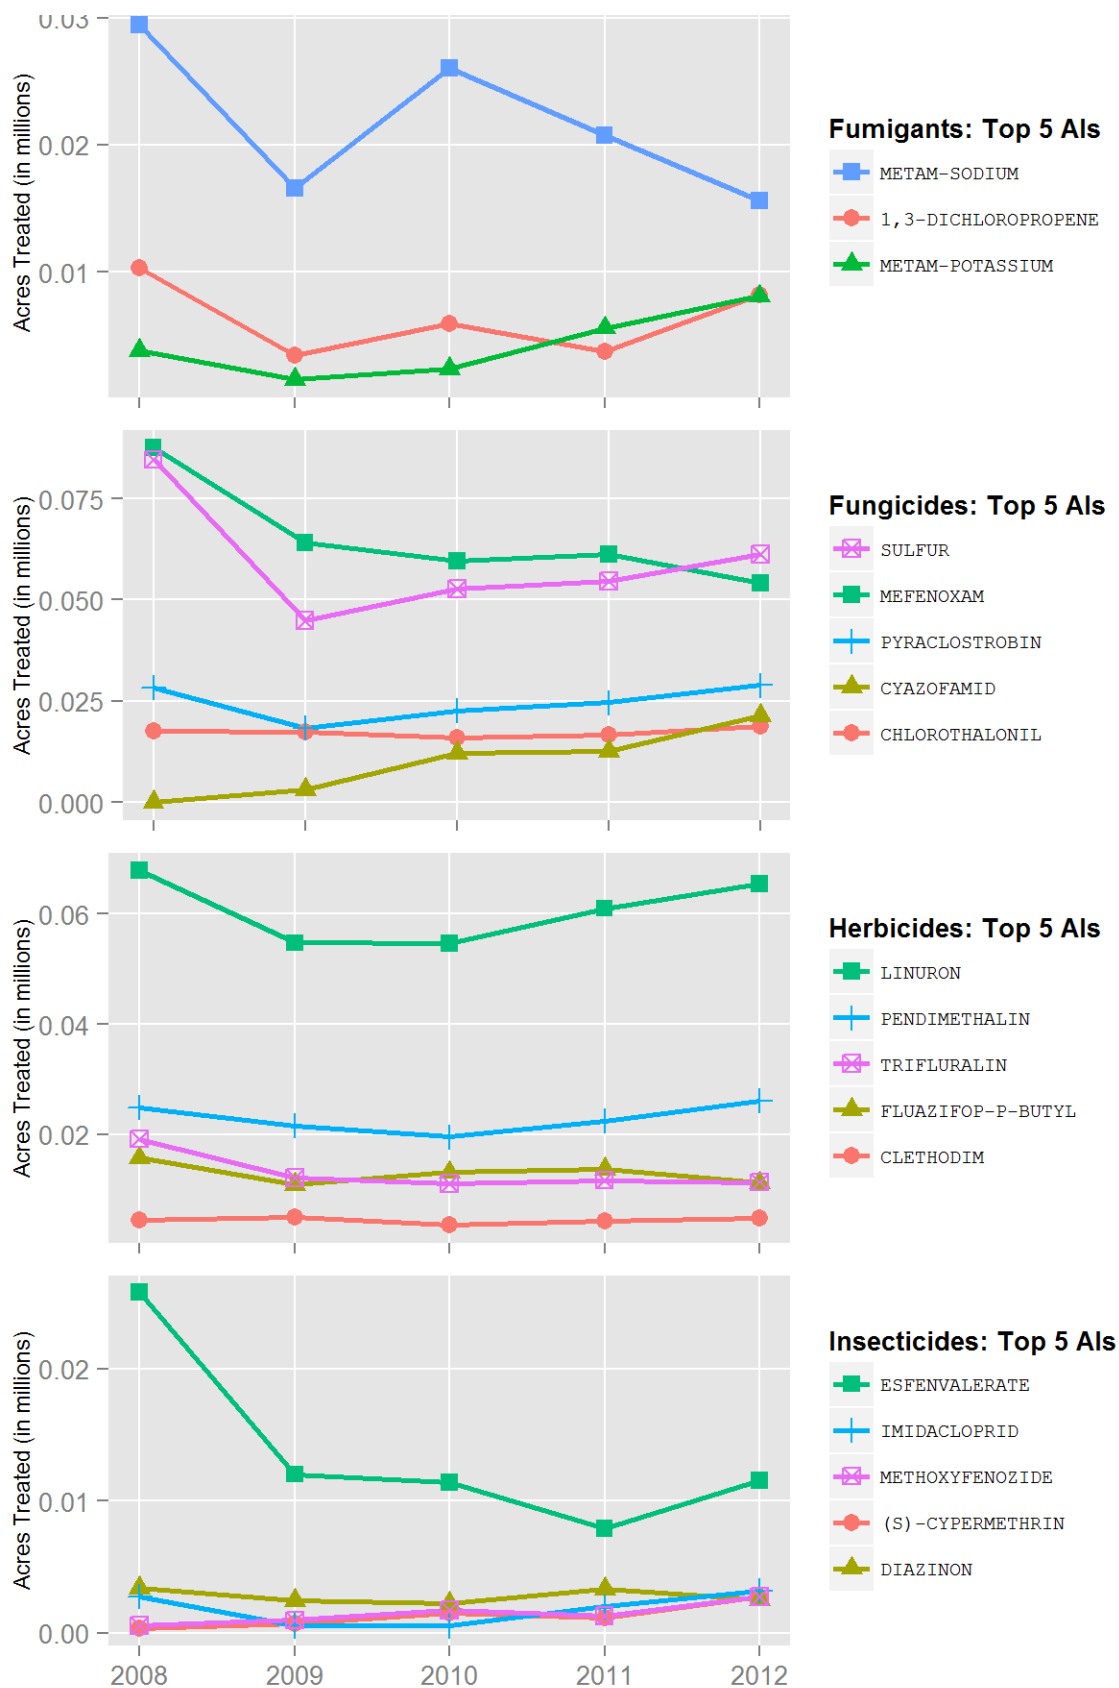 0.03
0.02
0.01
Acres Treated (in millions)
Fumigants: Top 5 AIs
METAM-SODIUM
1,3-DICHLOROPROPENE
METAM-POTASSIUM
0.075
0.050
0.025
0.000
Acres Treated (in millions)
Fungicides: Top 5 AIs
SULFUR
MEFENOXAM
PYRACLOSTROBIN
CYAZOFAMID
CHLOROTHALONIL
0.06
0.04
0.02
Acres Treated (in millions)
Herbicides: Top 5 AIs
LINURON
PENDIMETHALIN
TRIFLURALIN
FLUAZIFOP-P-BUTYL
CLETHODIM
0.02
0.01
0.00
Acres Treated (in millions)
Insecticides: Top 5 AIs
ESFENVALERATE
IMIDACLOPRID
METHOXYFENOZIDE
(S)-CYPERMETHRIN
DIAZINON
2008 2009 2010 2011 2012